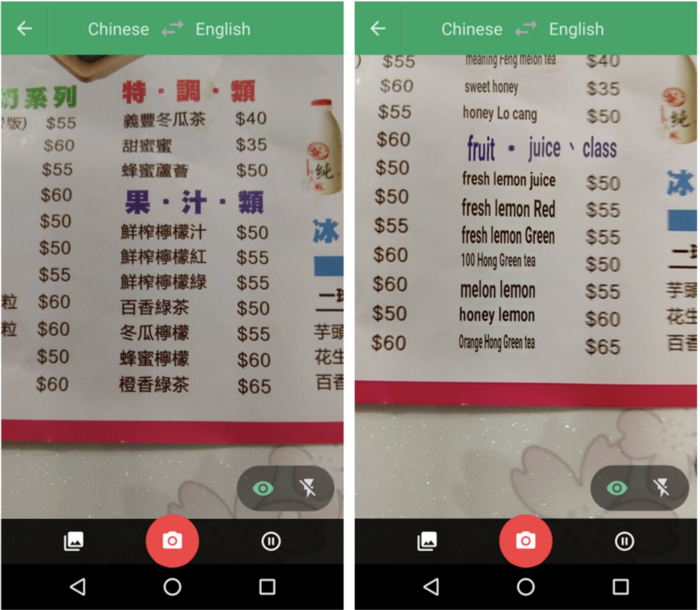 Chinese English
奶系列 特·調·類
版) $55 義豐冬瓜茶 $40
$60 甜蜜蜜 $35
$55 蜂蜜蘆薈 $50
$60 果·汁·類
$50 鮮榨檸檬汁 $50
$50 鮮榨檸檬紅 $55
$55 鮮榨檸檬綠 $55
粒 $60 百香綠茶 $50
粒 $60 冬瓜檸檬 $55
$50 蜂蜜檸檬 $60
$60 橙香綠茶 $65
純
冰
芋頭
花生
百香
Chinese English
) $55 meaning Feng melon tea $40
$60 sweet honey $35
$55 honey Lo cang $50
$60 fruit · juice、class
$50 fresh lemon juice $50
$50 fresh lemon Red $55
$55 fresh lemon Green $55
$60 100 Hong Green tea $50
$60 melon lemon $55
$50 honey lemon $60
$60 Orange Hong Green tea $65
純
冰
芋頭
花生
百香